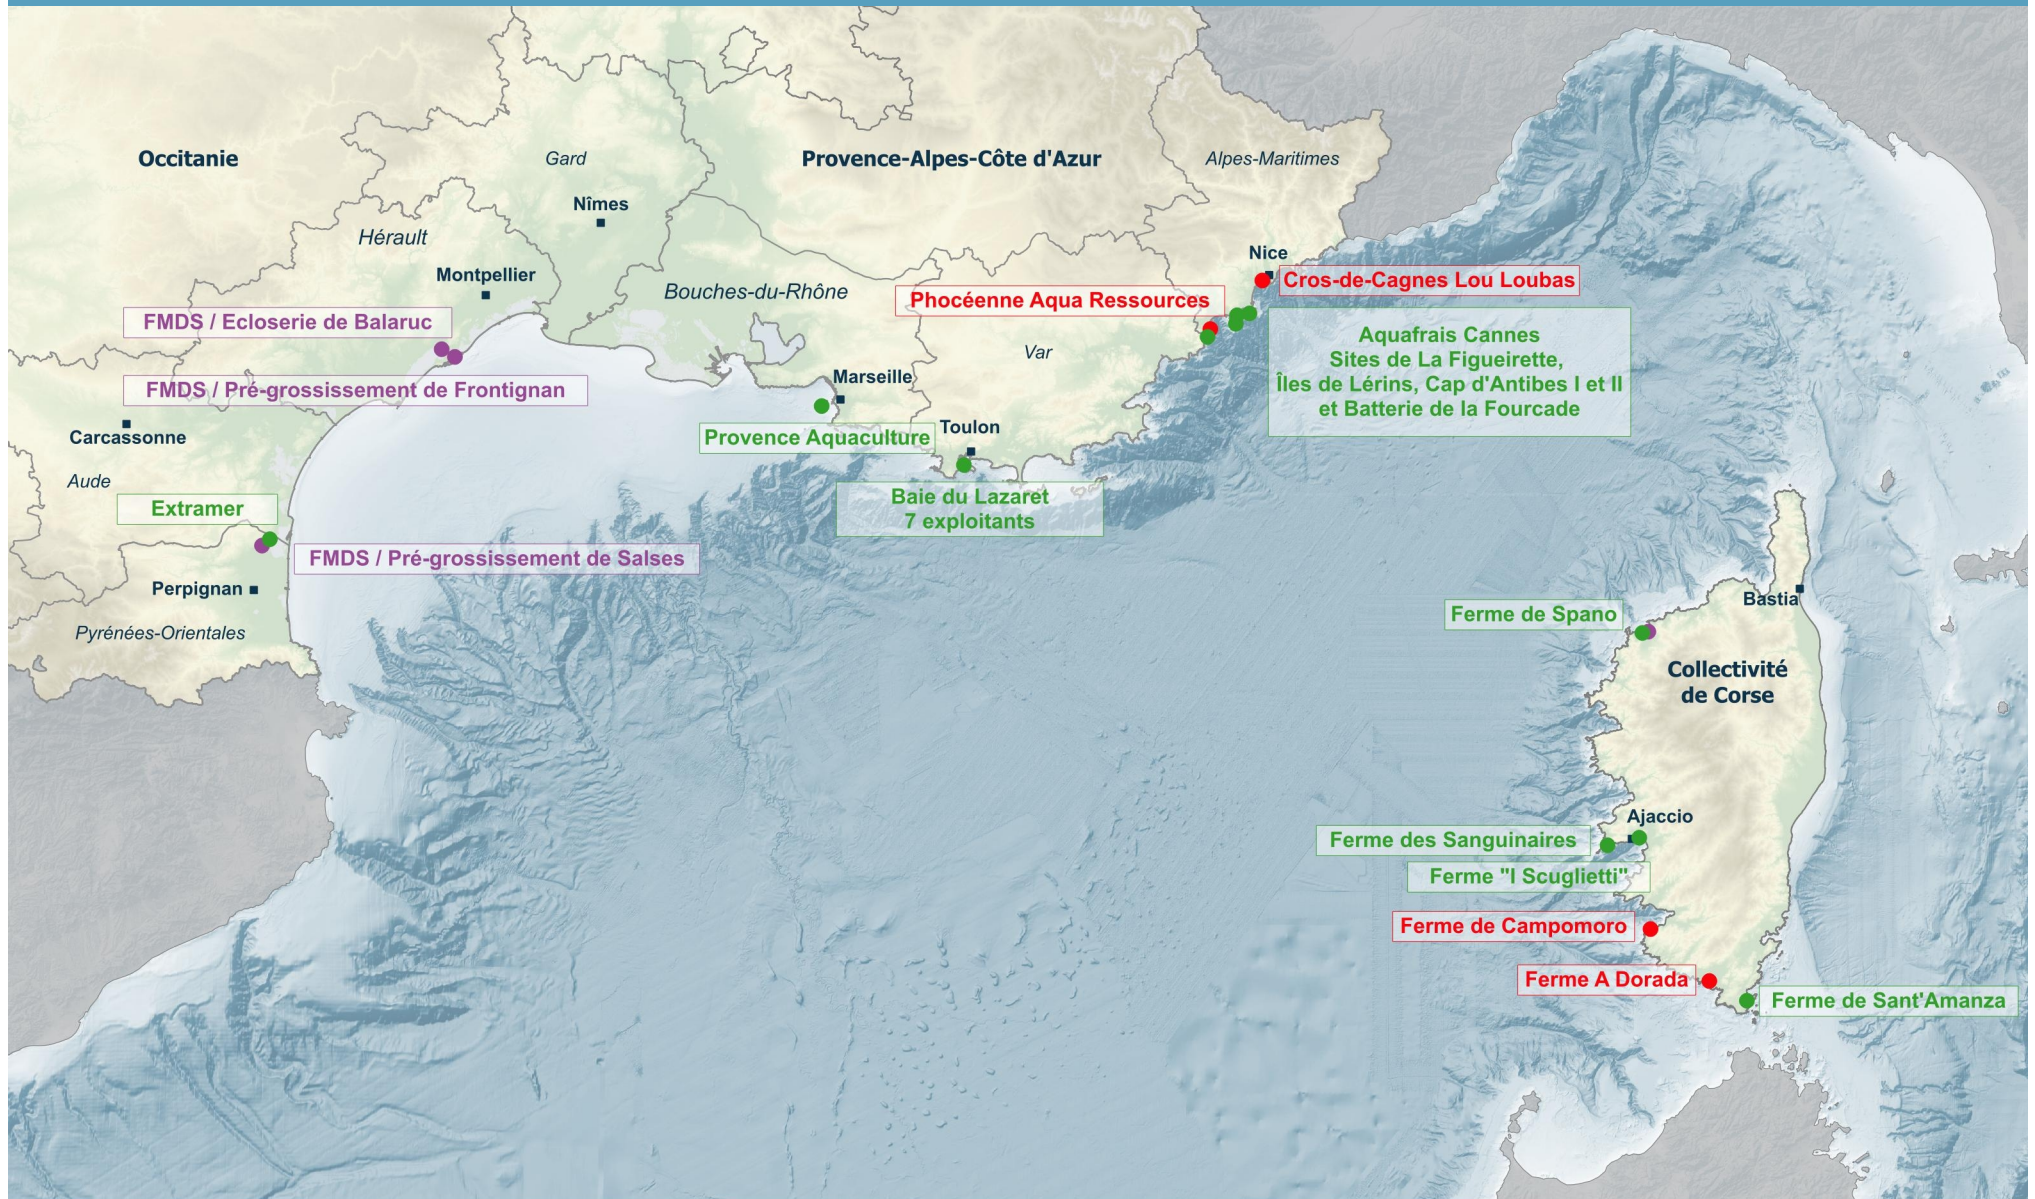 Occitanie
Gard
Provence-Alpes-Côte d'Azur
Alpes-Maritimes
Nîmes
Hérault
Nice
Montpellier
Cros-de-Cagnes Lou Loubas
Bouches-du-Rhône
Phocéenne Aqua Ressources
FMDS / Ecloserie de Balaruc
Aquafrais Cannes
Sites de La Figueirette,
Îles de Lérins, Cap d'Antibes I et II
et Batterie de la Fourcade
Var
Marseille
FMDS / Pré-grossissement de Frontignan
Carcassonne
Provence Aquaculture
Toulon
Aude
Baie du Lazaret
7 exploitants
Extramer
FMDS / Pré-grossissement de Salses
Perpignan
Bastia
Ferme de Spano
Pyrénées-Orientales
Collectivité
de Corse
Ajaccio
Ferme des Sanguinaires
Ferme "I Scuglietti"
Ferme de Campomoro
Ferme A Dorada
Ferme de Sant'Amanza